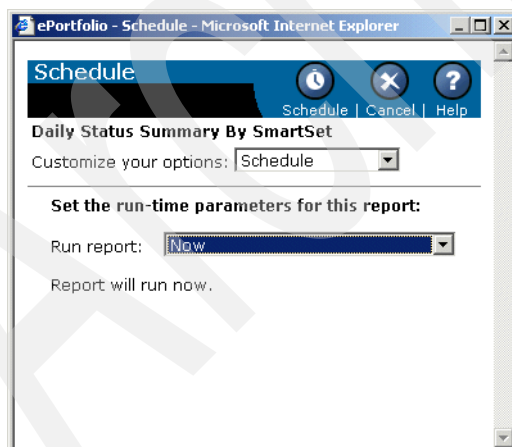 ePortfolio - Schedule - Microsoft Internet Explorer
Schedule
Schedule | Cancel | Help
Daily Status Summary By SmartSet
Customize your options: Schedule
Set the run-time parameters for this report:
Run report: Now
Report will run now.